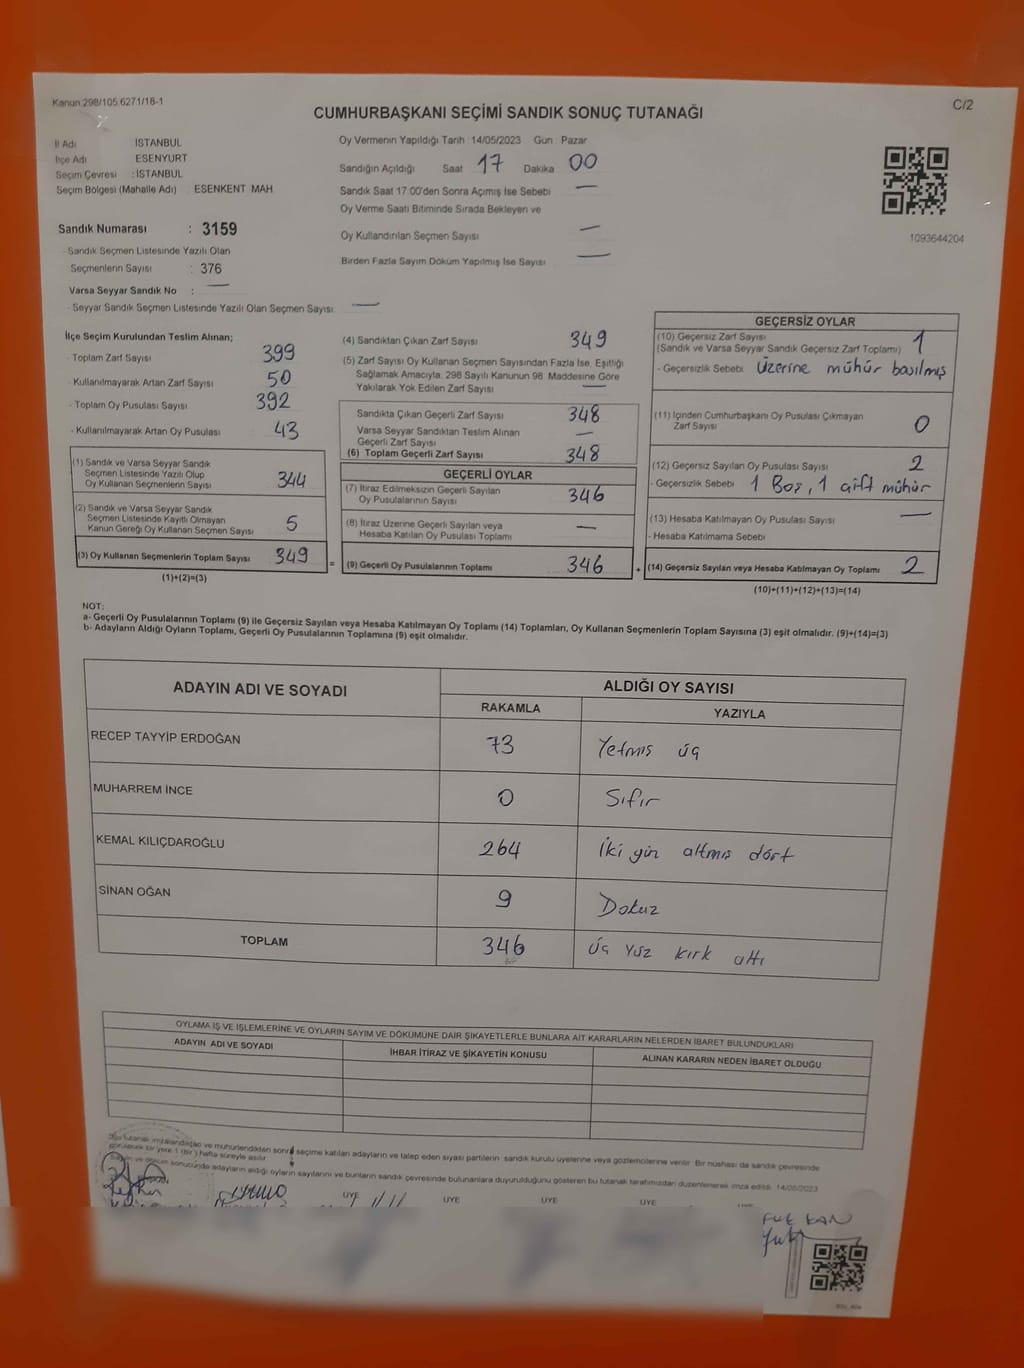 Kanun:298/105.6271/18-1
C/2
CUMHURBAŞKANI SEÇİMİ SANDIK SONUÇ TUTANAĞI
İl Adı : İSTANBUL
İlçe Adı : ESENYURT
Seçim Çevresi : İSTANBUL
Seçim Bölgesi (Mahalle Adı) : ESENKENT MAH.
Sandık Numarası : 3159
- Sandık Seçmen Listesinde Yazılı Olan
Seçmenlerin Sayısı : 376
Varsa Seyyar Sandık No : —
- Seyyar Sandık Seçmen Listesinde Yazılı Olan Seçmen Sayısı: —
Oy Vermenin Yapıldığı Tarih :14/05/2023 Gün : Pazar
Sandığın Açıldığı Saat 17 Dakika 00
Sandık Saat 17.00'den Sonra Açımış İse Sebebi —
Oy Verme Saati Bitiminde Sırada Bekleyen ve
Oy Kullandırılan Seçmen Sayısı —
Birden Fazla Sayım Döküm Yapılmış İse Sayısı —
1093644204
İlçe Seçim Kurulundan Teslim Alınan;
- Toplam Zarf Sayısı 399
- Kullanılmayarak Artan Zarf Sayısı 50
- Toplam Oy Pusulası Sayısı 392
- Kullanılmayarak Artan Oy Pusulası 43
(1) Sandık ve Varsa Seyyar Sandık
Seçmen Listesinde Yazılı Olup
Oy Kullanan Seçmenlerin Sayısı 344
(2) Sandık ve Varsa Seyyar Sandık
Seçmen Listesinde Kayıtlı Olmayan
Kanun Gereği Oy Kullanan Seçmen Sayısı 5
(3) Oy Kullanan Seçmenlerin Toplam Sayısı 349
(1)+(2)=(3)
(4) Sandıktan Çıkan Zarf Sayısı 349
(5) Zarf Sayısı Oy Kullanan Seçmen Sayısından Fazla İse, Eşitliği
Sağlamak Amacıyla, 298 Sayılı Kanunun 98. Maddesine Göre
Yakılarak Yok Edilen Zarf Sayısı —
Sandıkta Çıkan Geçerli Zarf Sayısı 348
Varsa Seyyar Sandıktan Teslim Alınan
Geçerli Zarf Sayısı —
(6) Toplam Geçerli Zarf Sayısı 348
GEÇERLİ OYLAR
(7) İtiraz Edilmeksizin Geçerli Sayılan
Oy Pusulalarının Sayısı 346
(8) İtiraz Üzerine Geçerli Sayılan veya
Hesaba Katılan Oy Pusulası Toplamı —
= (9) Geçerli Oy Pusulalarının Toplamı 346
GEÇERSİZ OYLAR
(10) Geçersiz Zarf Sayısı 1
(Sandık ve Varsa Seyyar Sandık Geçersiz Zarf Toplamı)
- Geçersizlik Sebebi Üzerine mühür basılmış
(11) İçinden Cumhurbaşkanı Oy Pusulası Çıkmayan
Zarf Sayısı 0
(12) Geçersiz Sayılan Oy Pusulası Sayısı 2
- Geçersizlik Sebebi 1 Boş, 1 çift mühür
(13) Hesaba Katılmayan Oy Pusulası Sayısı —
- Hesaba Katılmama Sebebi
+ (14) Geçersiz Sayılan veya Hesaba Katılmayan Oy Toplamı 2
(10)+(11)+(12)+(13)=(14)
NOT:
a- Geçerli Oy Pusulalarının Toplamı (9) ile Geçersiz Sayılan veya Hesaba Katılmayan Oy Toplamı (14) Toplamları, Oy Kullanan Seçmenlerin Toplam Sayısına (3) eşit olmalıdır. (9)+(14)=(3)
b- Adayların Aldığı Oyların Toplamı, Geçerli Oy Pusulalarının Toplamına (9) eşit olmalıdır.
ADAYIN ADI VE SOYADI ALDIĞI OY SAYISI
RAKAMLA YAZIYLA
RECEP TAYYİP ERDOĞAN 73 Yetmiş üç
MUHARREM İNCE 0 Sıfır
KEMAL KILIÇDAROĞLU 264 İki yüz altmış dört
SİNAN OĞAN 9 Dokuz
TOPLAM 346 üç yüz kırk altı
OYLAMA İŞ VE İŞLEMLERİNE VE OYLARIN SAYIM VE DÖKÜMÜNE DAİR ŞİKAYETLERLE BUNLARA AİT KARARLARIN NELERDEN İBARET BULUNDUKLARI
ADAYIN ADI VE SOYADI İHBAR İTİRAZ VE ŞİKAYETİN KONUSU ALINAN KARARIN NEDEN İBARET OLDUĞU
tutanak imzalandıktan ve mühürlendikten sonra seçime katılan adayların ve talep eden siyasi partilerin sandık kurulu üyelerine veya gözlemcilerine verilir. Bir nüshası da sandık çevresinde
görülecek bir yere 1 (Bir) hafta süreyle asılır.
döküm sonucunda adayların aldığı oyların sayılarını ve bunların sandık çevresinde bulunanlara duyurulduğunu gösteren bu tutanak tarafımızdan düzenlenerek imza edildi. 14/05/2023
ÜYE ÜYE ÜYE ÜYE